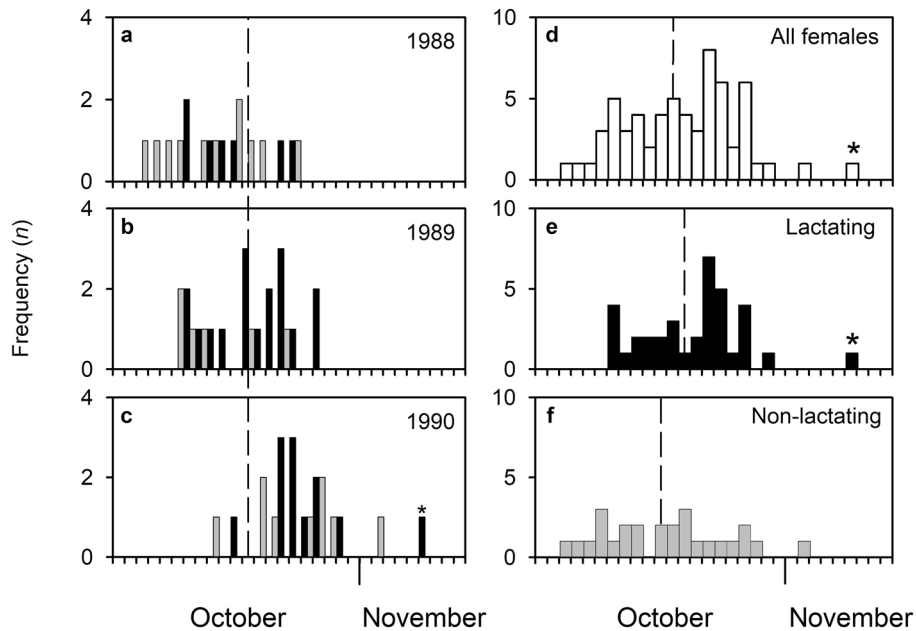 a
1988
4
2
0
b
1989
4
2
0
c
1990
4
2
0
*
Frequency (n)
October
November
d
All females
10
5
0
*
e
Lactating
10
5
0
*
f
Non-lactating
10
5
0
October
November